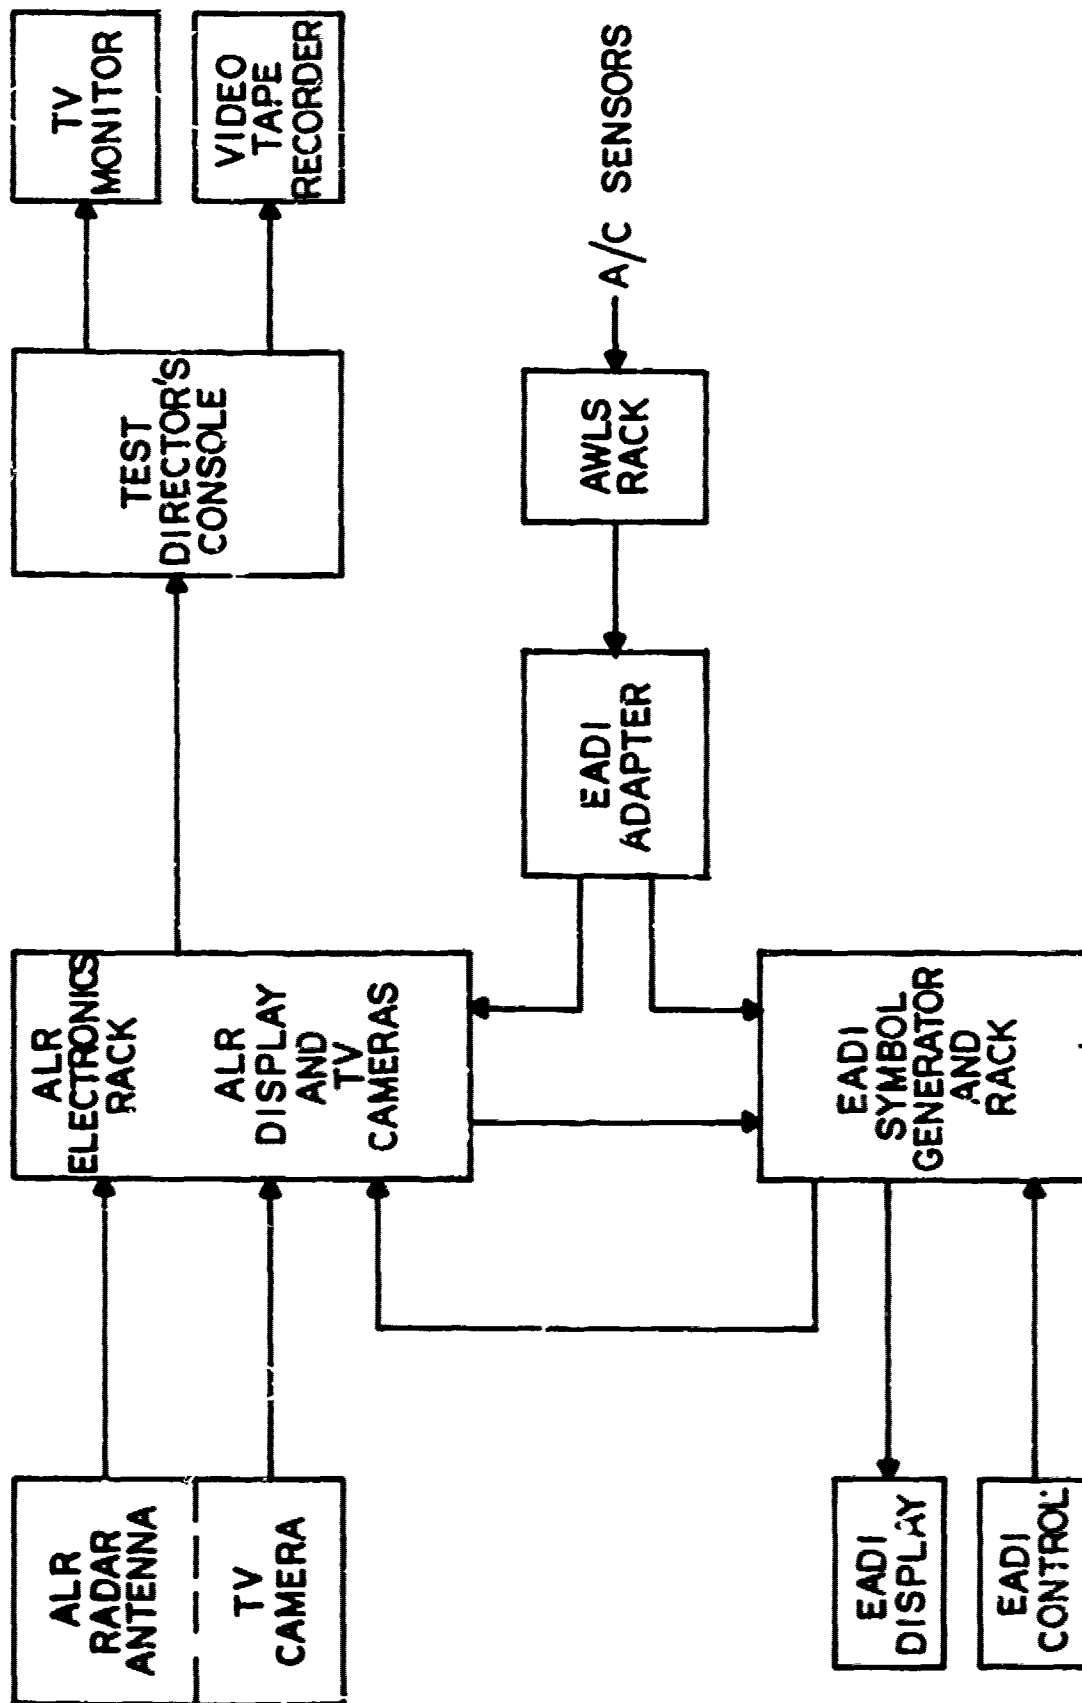 ALR
RADAR
ANTENNA
TV
CAMERA
ALR
ELECTRONICS
RACK
ALR
DISPLAY
AND
TV
CAMERAS
TEST
DIRECTOR'S
CONSOLE
TV
MONITOR
VIDEO
TAPE
RECORDER
EADI
ADAPTER
AWLS
RACK
A/C SENSORS
EADI
DISPLAY
EADI
CONTROL
EADI
SYMBOL
GENERATOR
AND
RACK